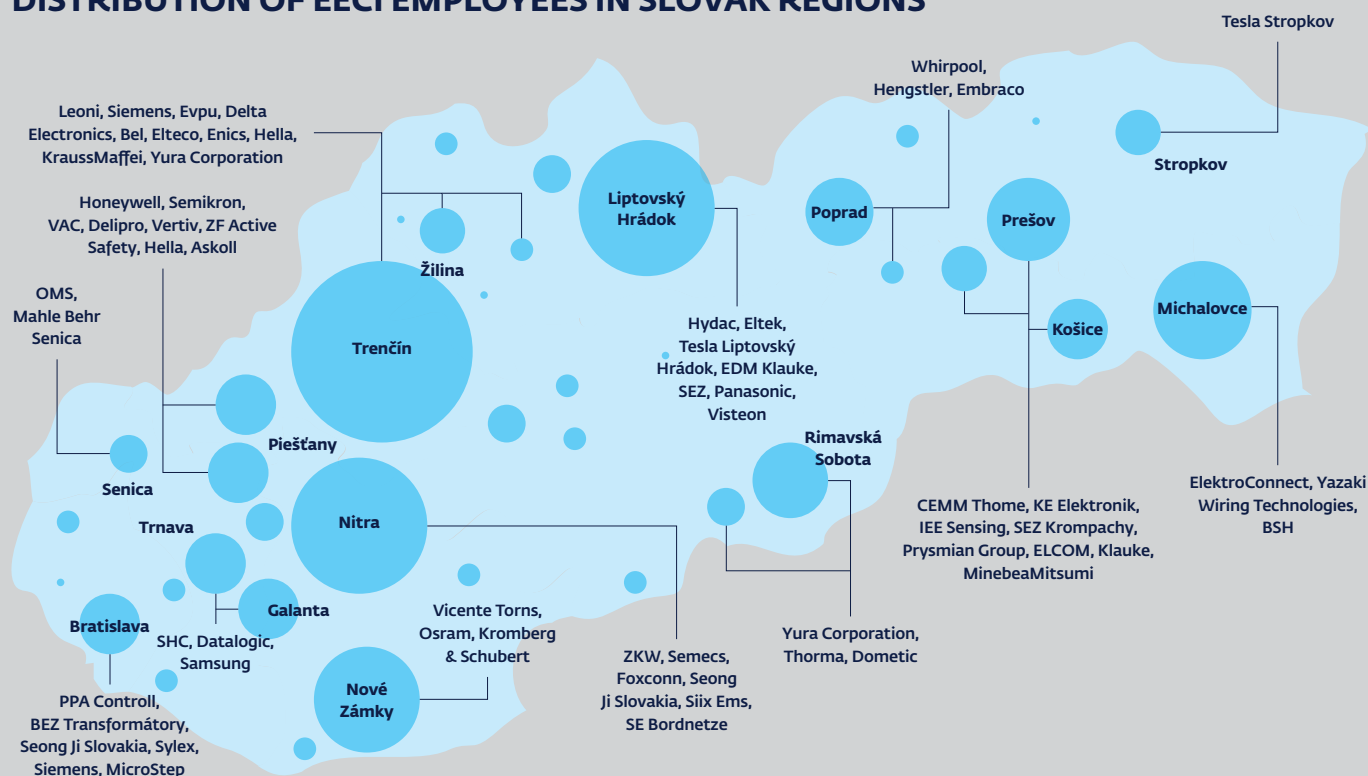 DISTRIBUTION OF EECI EMPLOYEES IN SLOVAK REGIONS
Tesla Stropkov
Whirpool,
Hengstler, Embraco
Leoni, Siemens, Evpu, Delta
Electronics, Bel, Elteco, Enics, Hella,
KraussMaffei, Yura Corporation
Stropkov
Honeywell, Semikron,
VAC, Delipro, Vertiv, ZF Active
Safety, Hella, Askoll
Liptovský
Hrádok
Poprad
Prešov
Žilina
OMS,
Mahle Behr
Senica
Trenčín
Michalovce
Košice
Hydac, Eltek,
Tesla Liptovský
Hrádok, EDM Klauke,
SEZ, Panasonic,
Visteon
Piešťany
Rimavská
Sobota
Senica
ElektroConnect, Yazaki
Wiring Technologies,
BSH
CEMM Thome, KE Elektronik,
IEE Sensing, SEZ Krompachy,
Prysmian Group, ELCOM, Klauke,
MinebeaMitsumi
Trnava
Nitra
Galanta
Bratislava
SHC, Datalogic,
Samsung
Vicente Torns,
Osram, Kromberg
& Schubert
ZKW, Semecs,
Foxconn, Seong
Ji Slovakia, Siix Ems,
SE Bordnetze
Yura Corporation,
Thorma, Dometic
Nové
Zámky
PPA Controll,
BEZ Transformátory,
Seong Ji Slovakia, Sylex,
Siemens, MicroStep